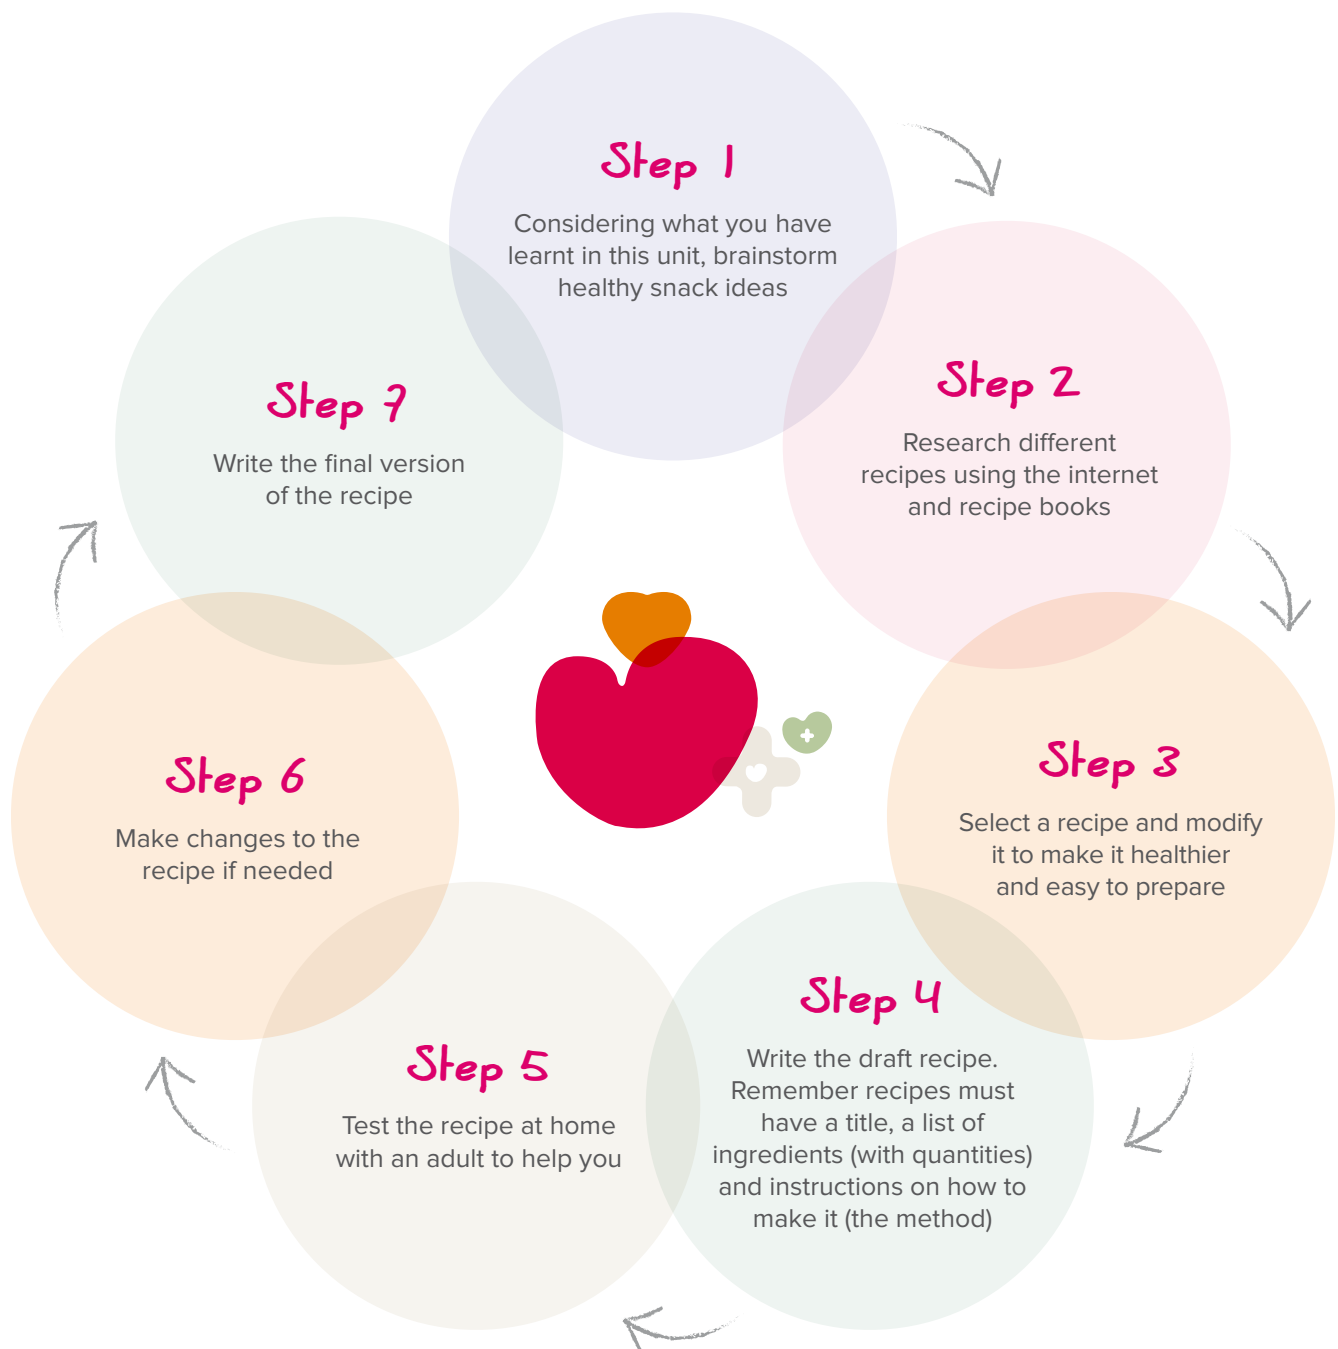 Step 1
Considering what you have
learnt in this unit, brainstorm
healthy snack ideas
Step 2
Research different
recipes using the internet
and recipe books
Step 3
Select a recipe and modify
it to make it healthier
and easy to prepare
Step 4
Write the draft recipe.
Remember recipes must
have a title, a list of
ingredients (with quantities)
and instructions on how to
make it (the method)
Step 5
Test the recipe at home
with an adult to help you
Step 6
Make changes to the
recipe if needed
Step 7
Write the final version
of the recipe